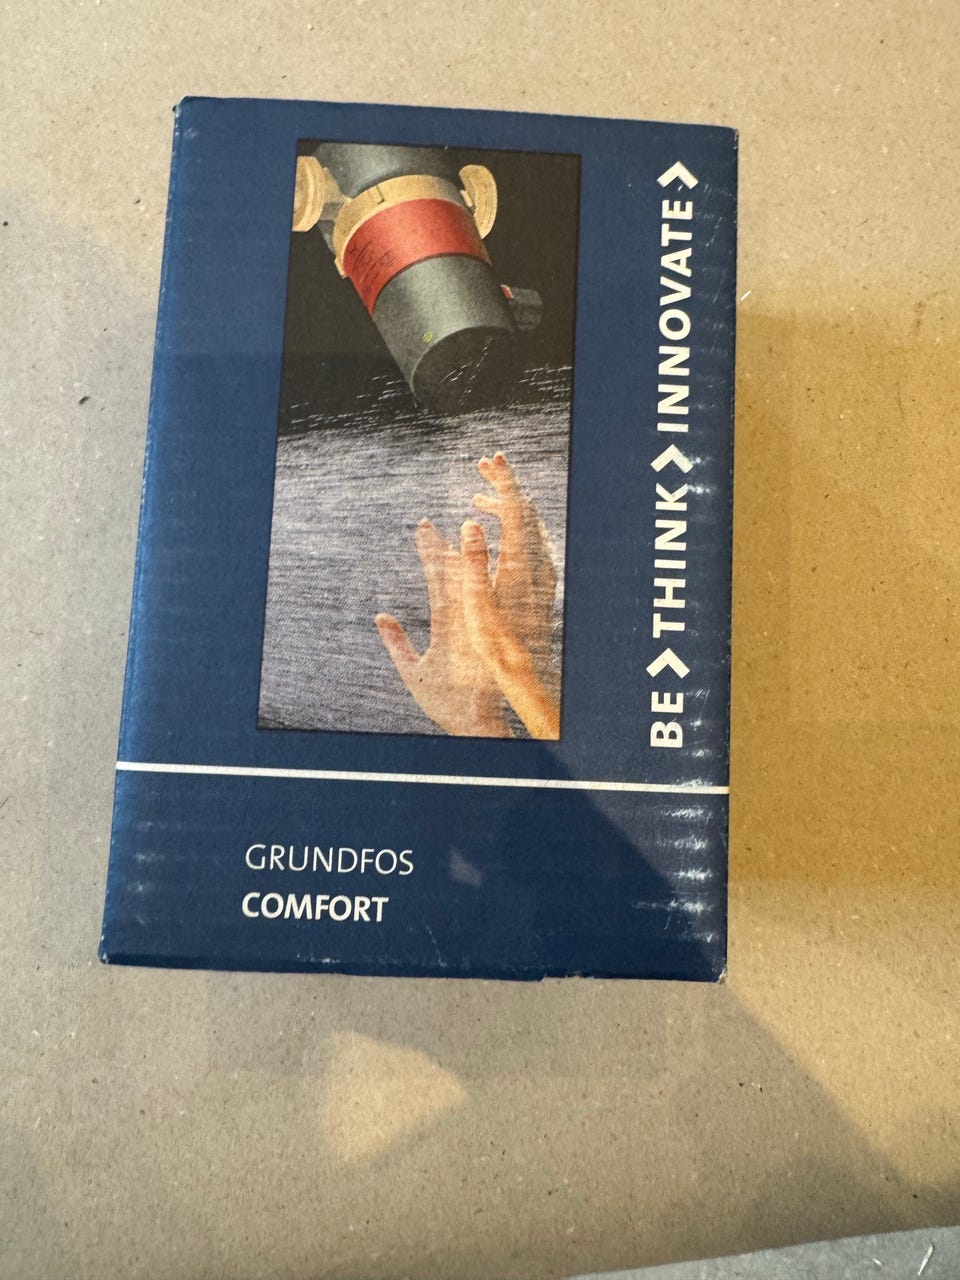 BE > THINK > INNOVATE >
GRUNDFOS
COMFORT